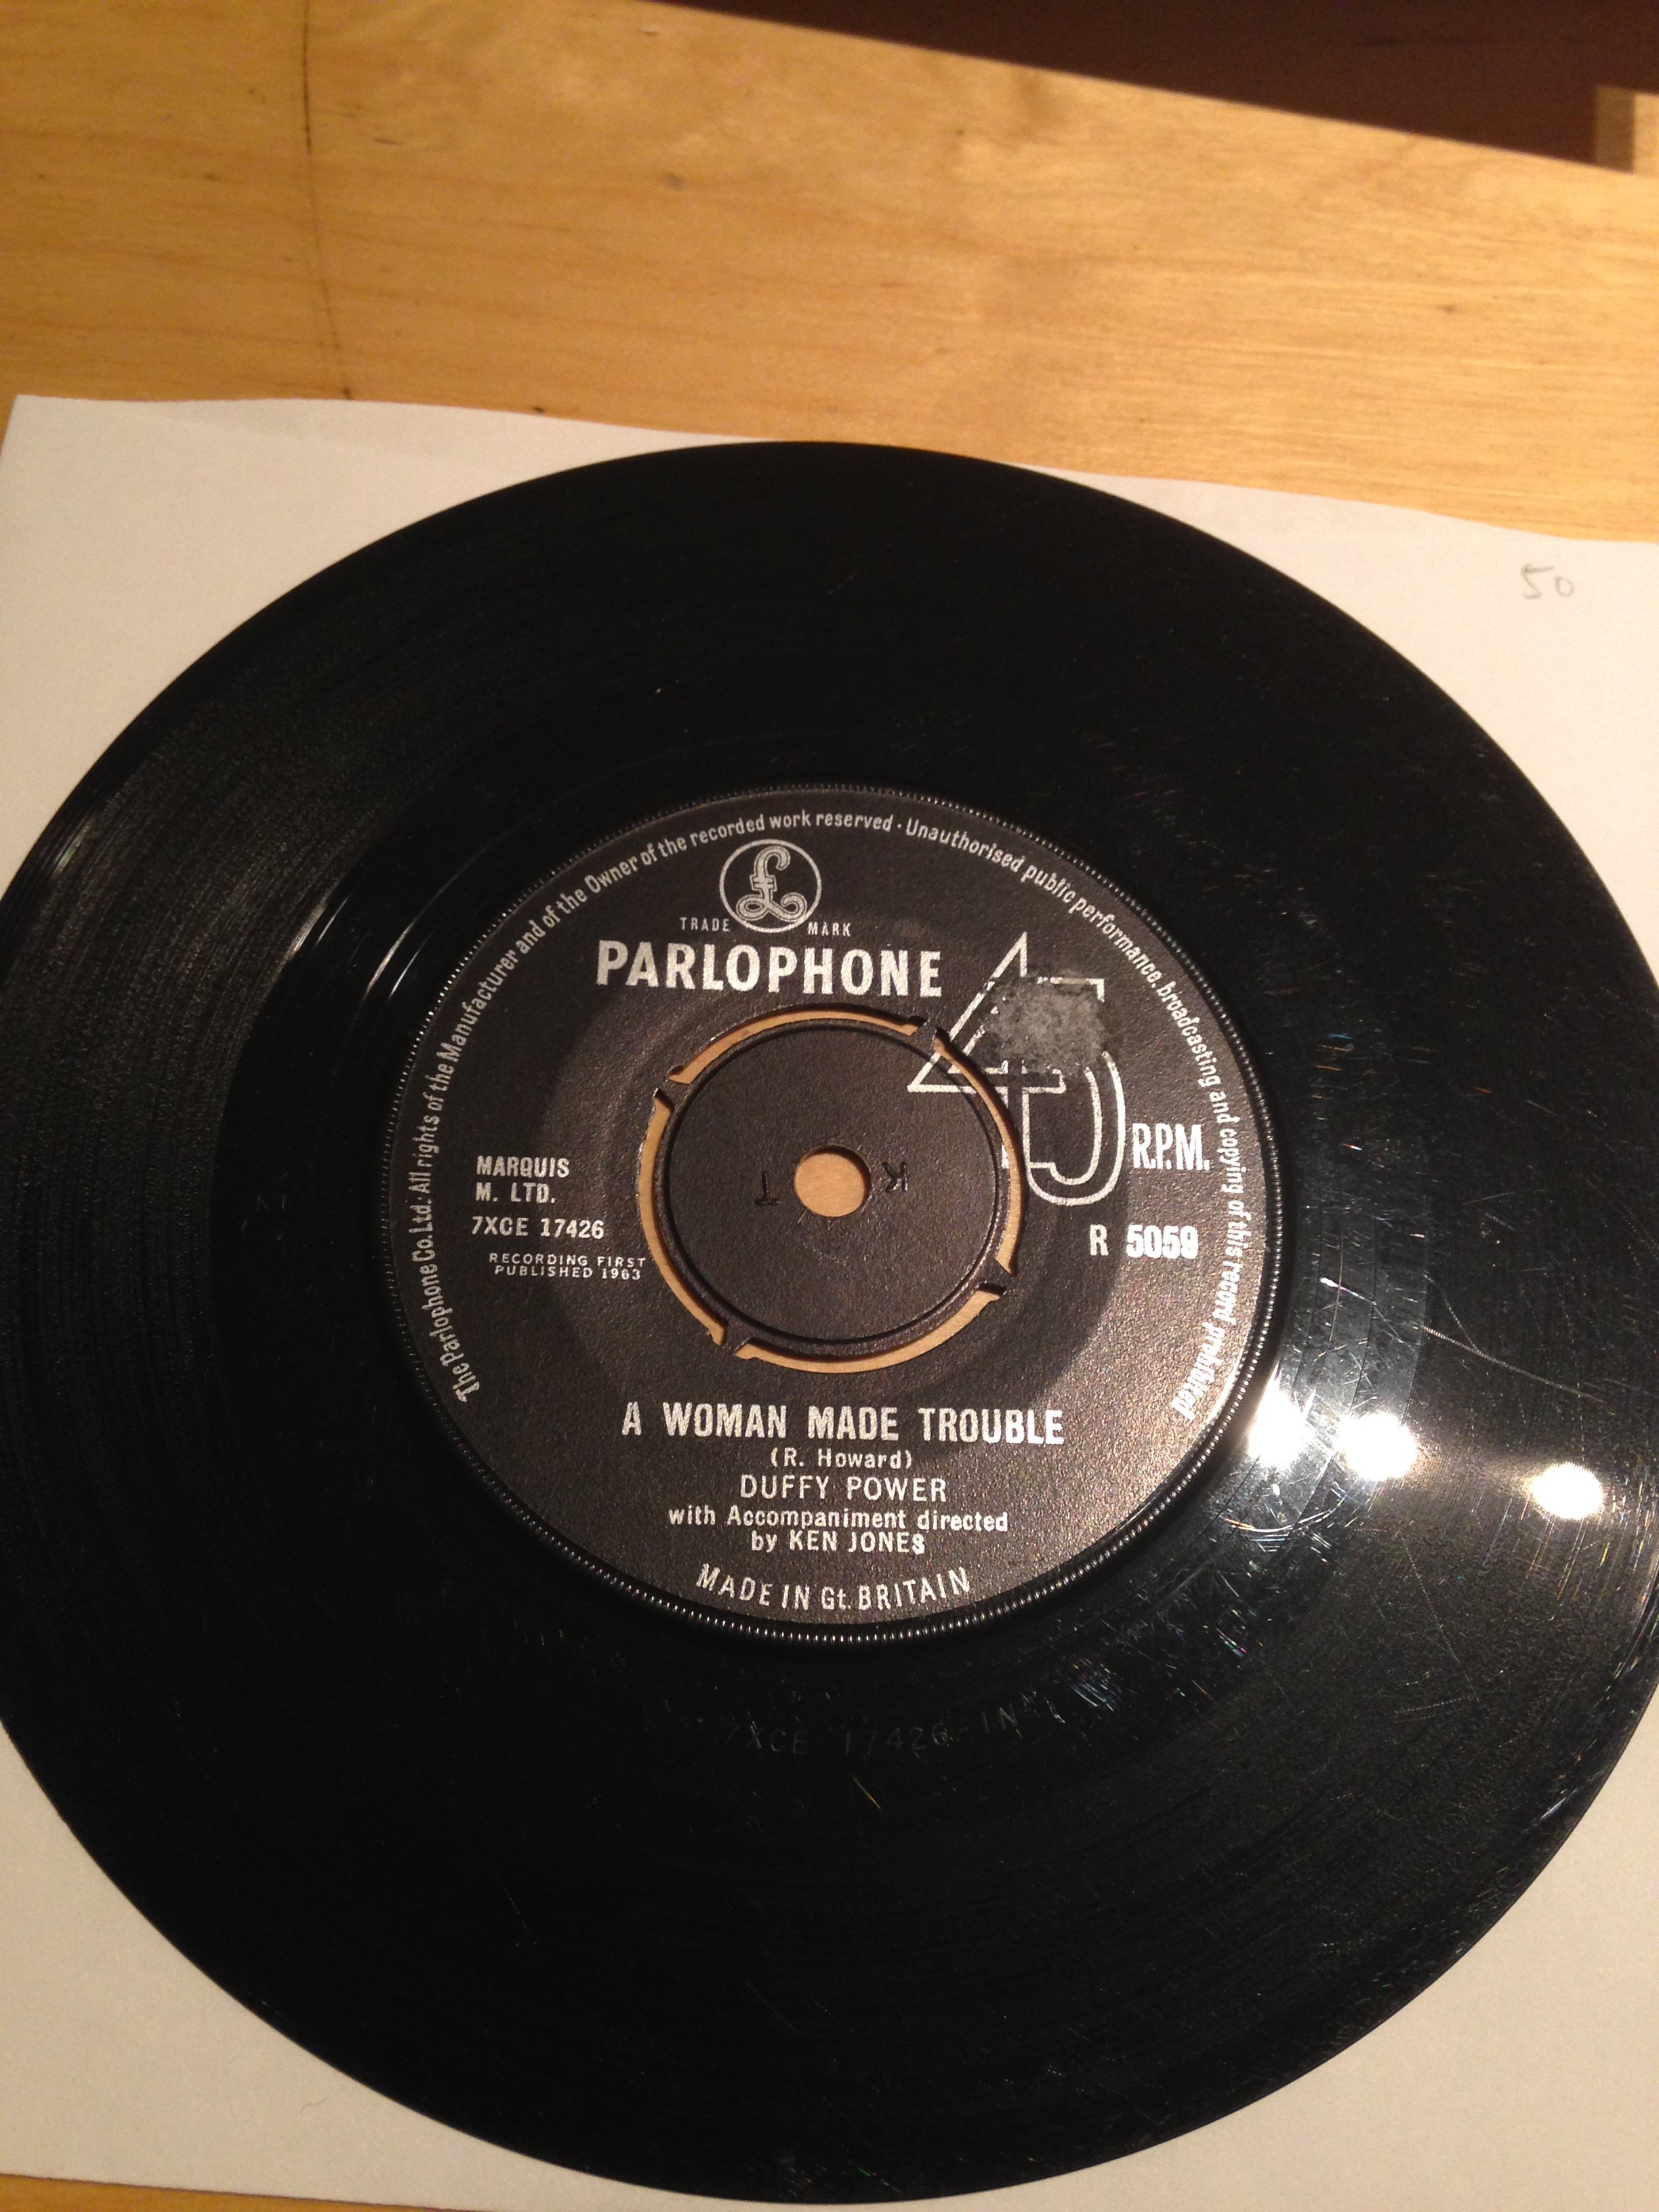 50
The Parlophone Co. Ltd. All rights of the Manufacturer and of the Owner of the recorded work reserved · Unauthorised public performance, broadcasting and copying of this record prohibited
£
TRADE MARK
PARLOPHONE
45 R.P.M.
MARQUIS
M. LTD.
7XCE 17426
RECORDING FIRST
PUBLISHED 1963
K
T
R 5059
A WOMAN MADE TROUBLE
(R. Howard)
DUFFY POWER
with Accompaniment directed
by KEN JONES
MADE IN Gt. BRITAIN
7XCE 17426-1N